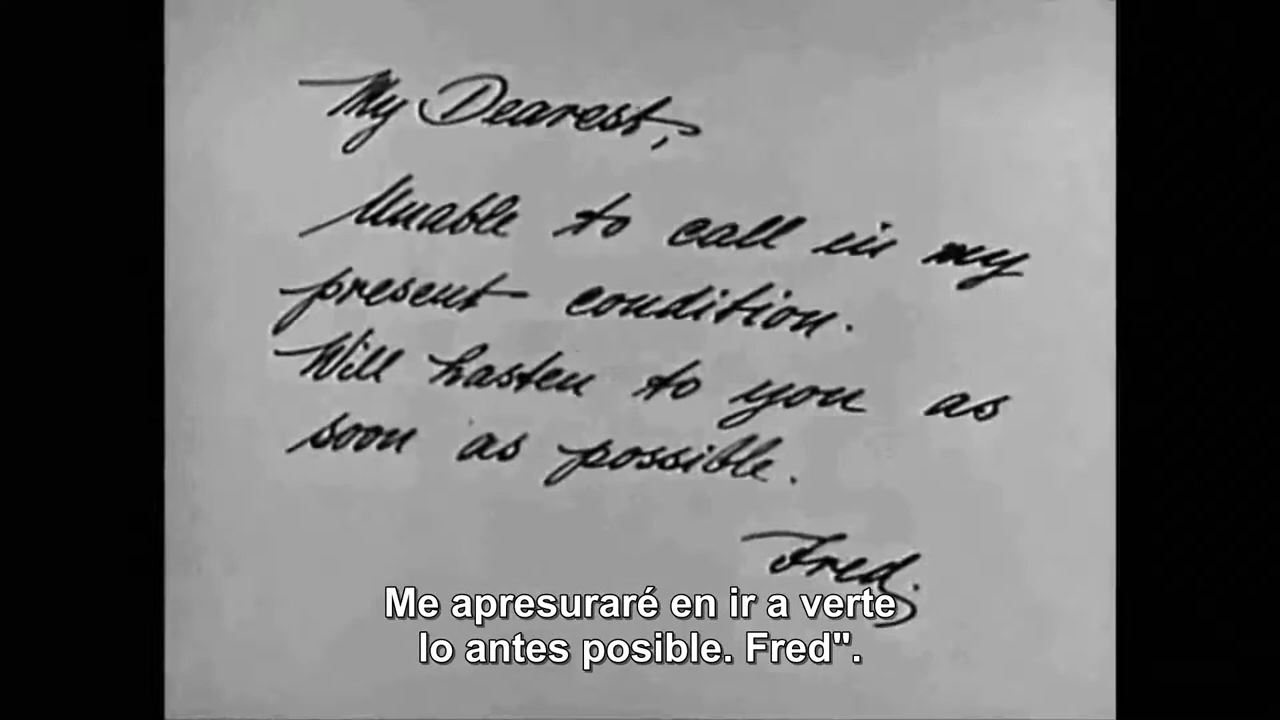 My Dearest,
Unable to call in my
present condition.
Will hasten to you as
soon as possible.
Fred.
Me apresuraré en ir a verte
lo antes posible. Fred".